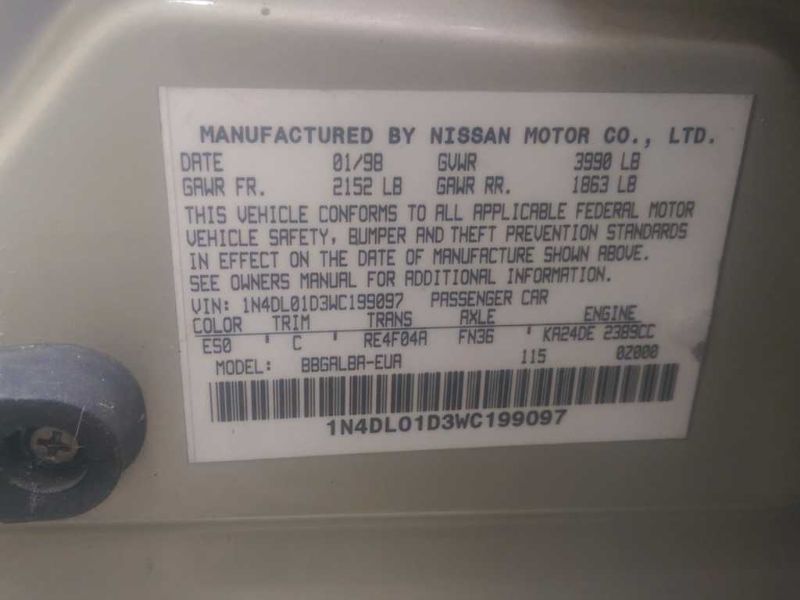 MANUFACTURED BY NISSAN MOTOR CO., LTD.
DATE 01/98 GVWR 3990 LB
GAWR FR. 2152 LB GAWR RR. 1863 LB
THIS VEHICLE CONFORMS TO ALL APPLICABLE FEDERAL MOTOR
VEHICLE SAFETY, BUMPER AND THEFT PREVENTION STANDARDS
IN EFFECT ON THE DATE OF MANUFACTURE SHOWN ABOVE.
SEE OWNERS MANUAL FOR ADDITIONAL INFORMATION.
VIN: 1N4DL01D3WC199097 PASSENGER CAR
COLOR TRIM TRANS AXLE ENGINE
ES0 ' C ' RE4F04A FN36 ' KA24DE 2389CC
MODEL: BBGALBA-EUA 115 02000
1N4DL01D3WC199097